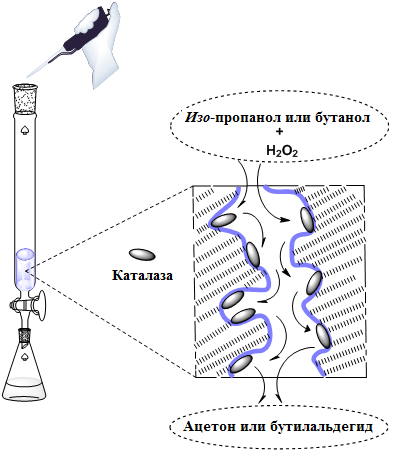 Изо-пропанол или бутанол
+
H₂O₂
Каталаза
Ацетон или бутилальдегид